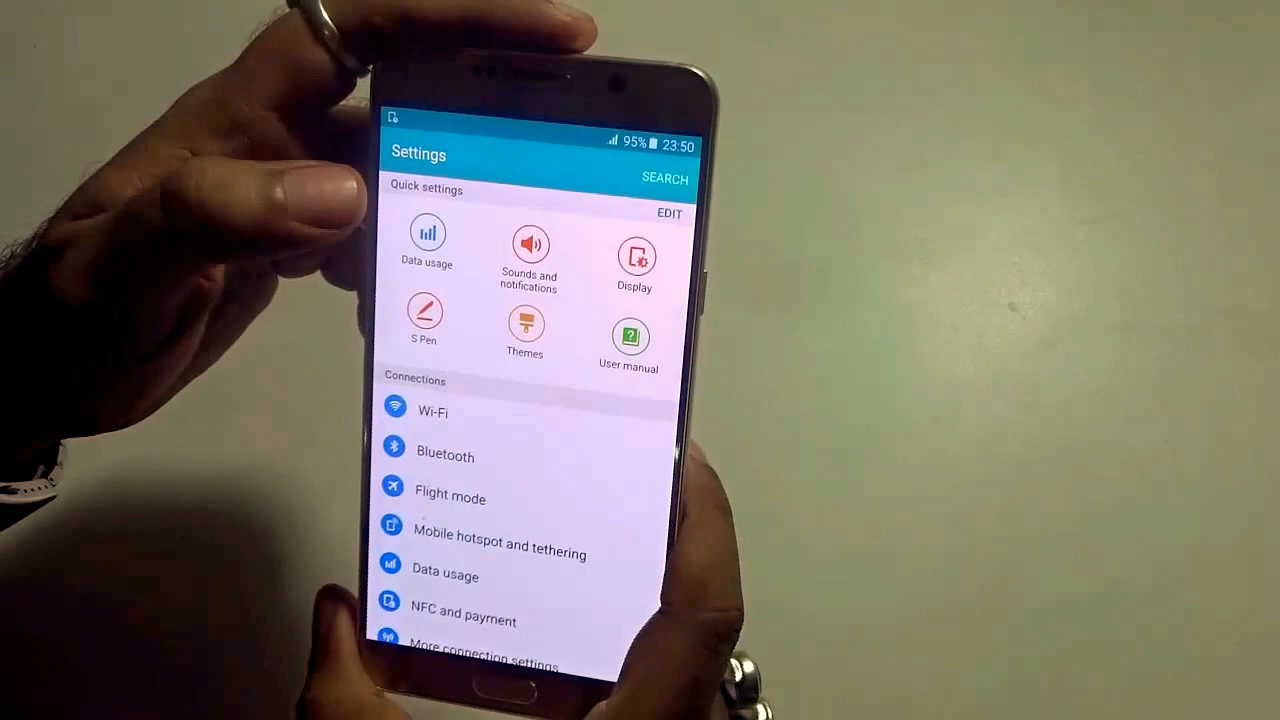 95% 23:50
Settings
SEARCH
Quick settings
EDIT
Data usage
Sounds and
notifications
Display
S Pen
Themes
User manual
Connections
Wi-Fi
Bluetooth
Flight mode
Mobile hotspot and tethering
Data usage
NFC and payment
More connection settings